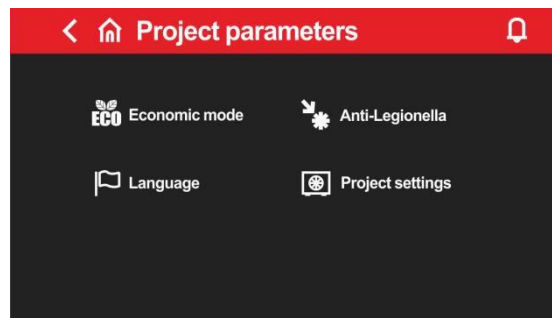 Project parameters
ECO Economic mode
Anti-Legionella
Language
Project settings